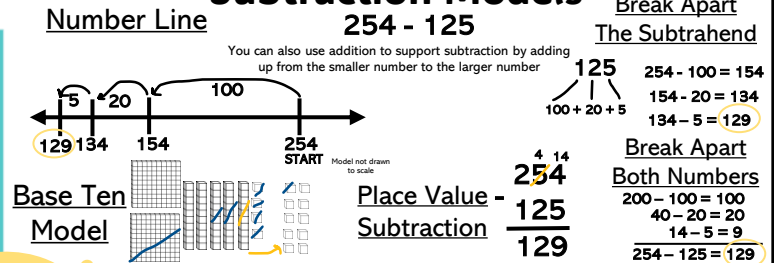 Subtraction Models
Number Line
254 - 125
You can also use addition to support subtraction by adding
up from the smaller number to the larger number
5
20
100
129
134
154
254
START
Model not drawn
to scale
Base Ten
Model
Place Value
Subtraction
4 14
254
- 125
129
Break Apart
The Subtrahend
125
100 + 20 + 5
254 - 100 = 154
154 - 20 = 134
134 – 5 = 129
Break Apart
Both Numbers
200 – 100 = 100
40 – 20 = 20
14 – 5 = 9
254 – 125 = 129